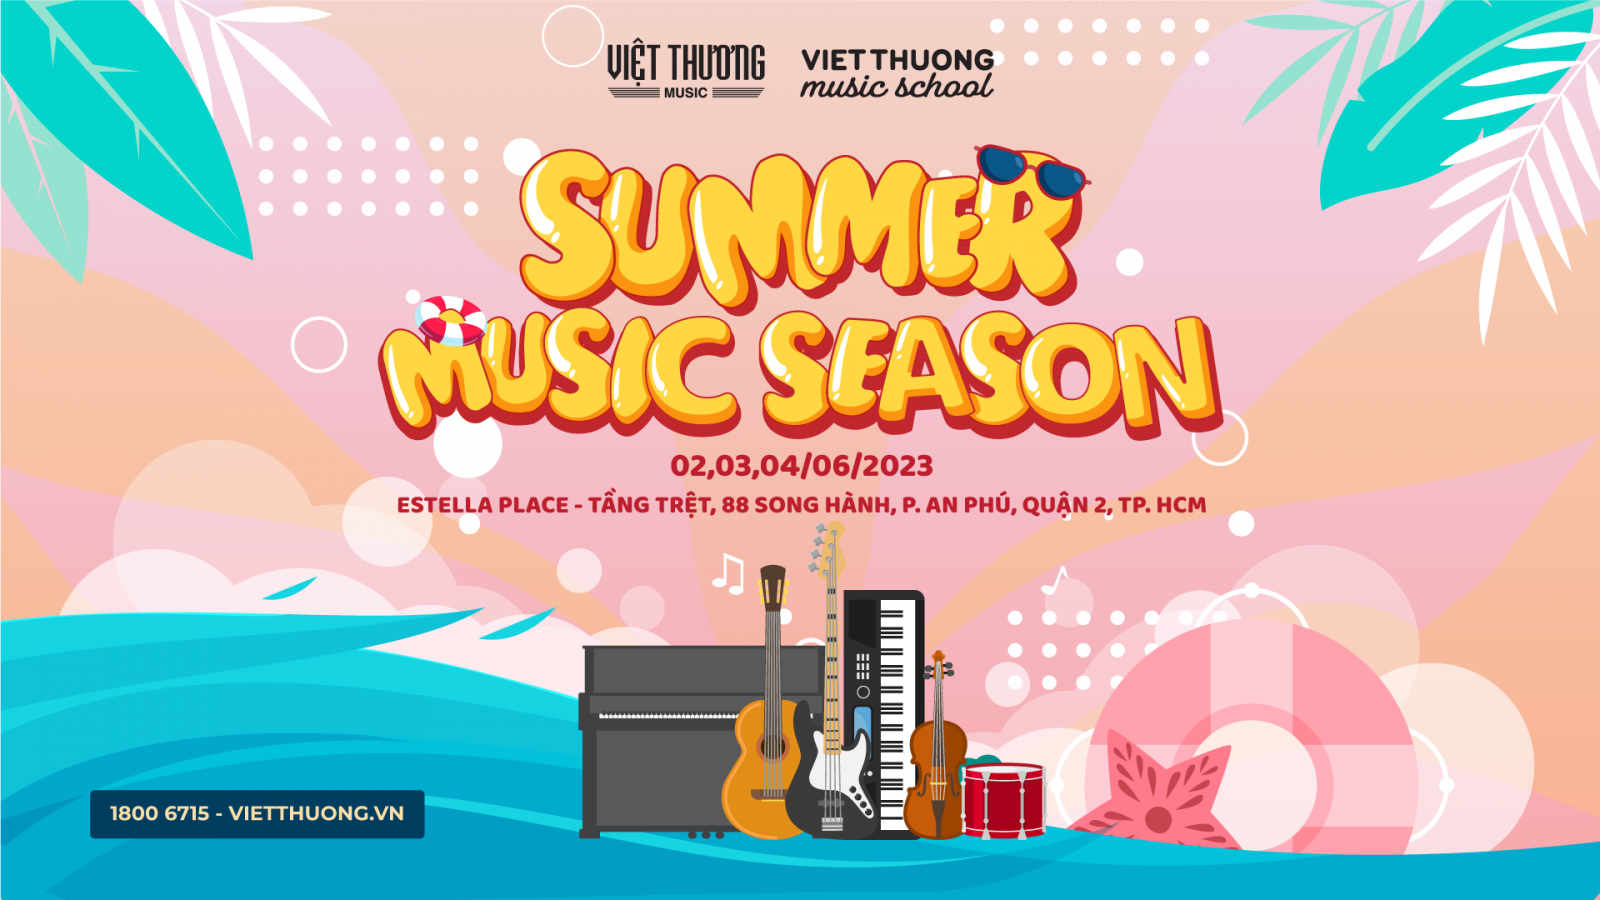 VIỆT THƯƠNG
MUSIC
VIET THUONG
music school
SUMMER
MUSIC SEASON
02,03,04/06/2023
ESTELLA PLACE - TẦNG TRỆT, 88 SONG HÀNH, P. AN PHÚ, QUẬN 2, TP. HCM
1800 6715 - VIETTHUONG.VN